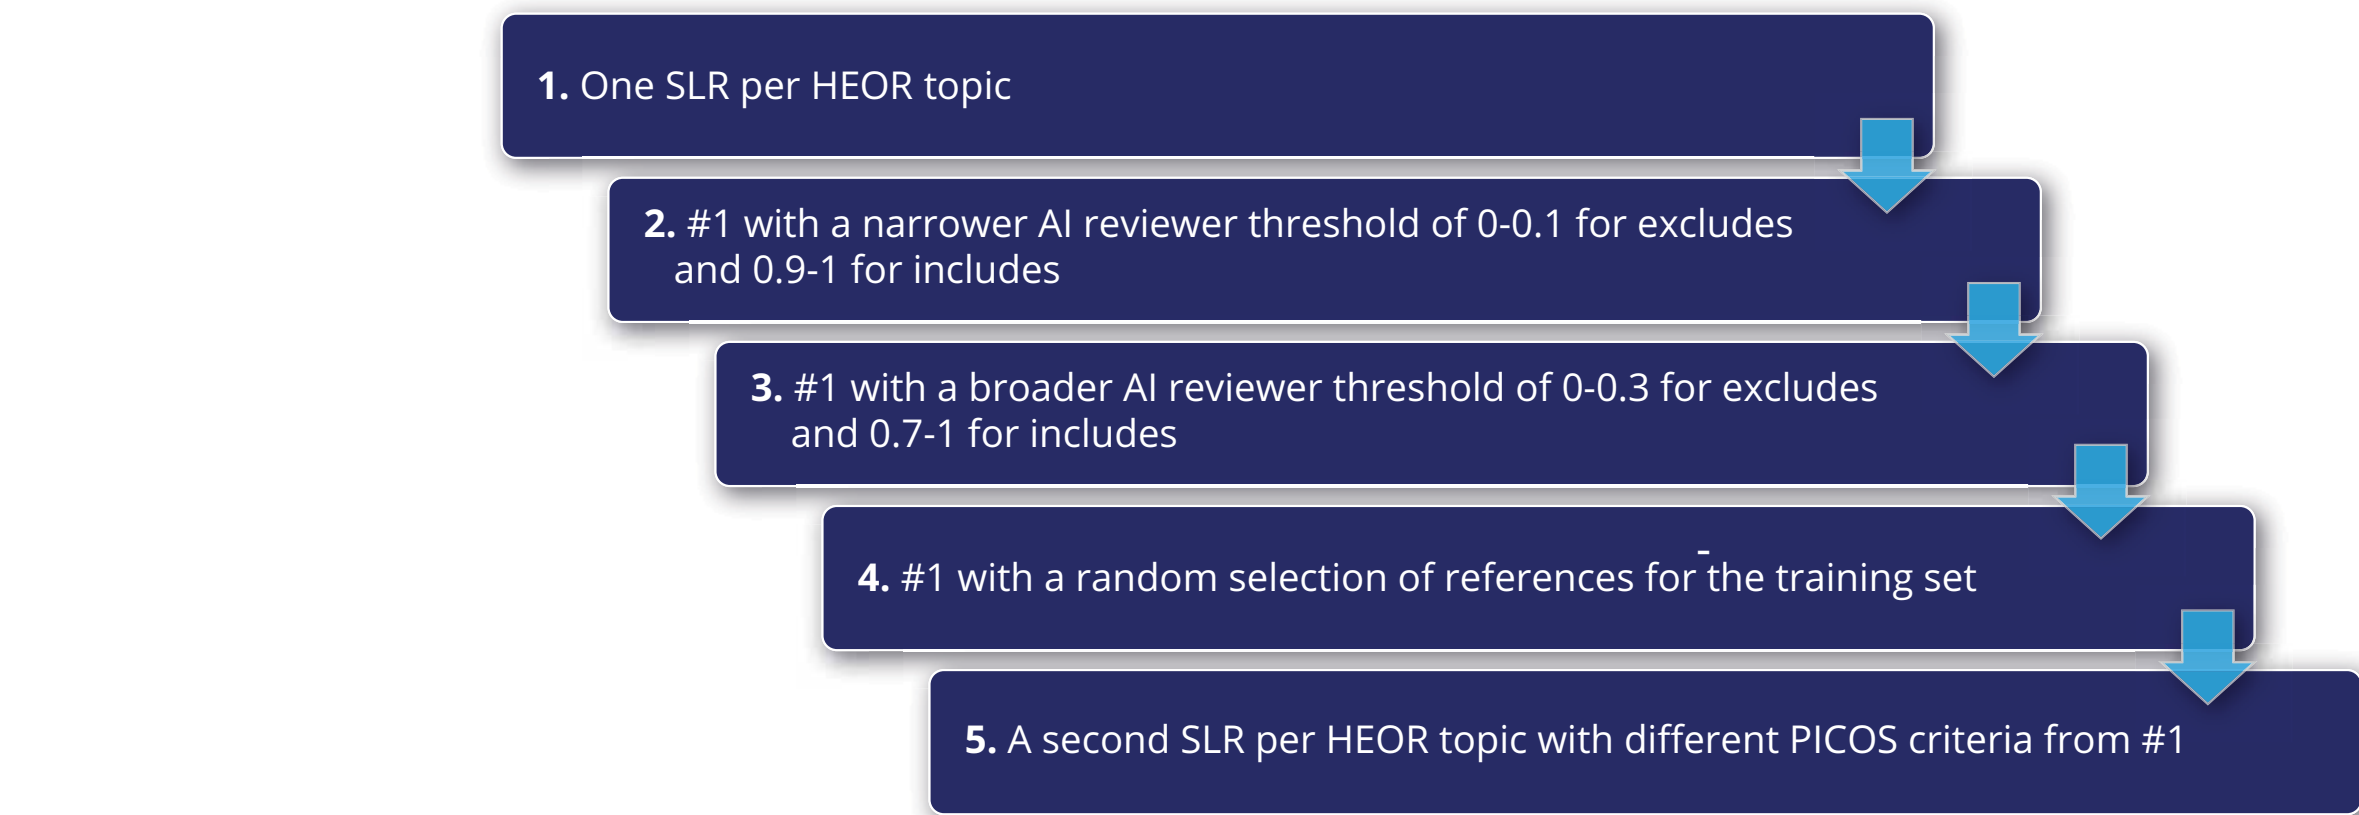 1. One SLR per HEOR topic
2. #1 with a narrower AI reviewer threshold of 0-0.1 for excludes
and 0.9-1 for includes
3. #1 with a broader AI reviewer threshold of 0-0.3 for excludes
and 0.7-1 for includes
4. #1 with a random selection of references for the training set
5. A second SLR per HEOR topic with different PICOS criteria from #1